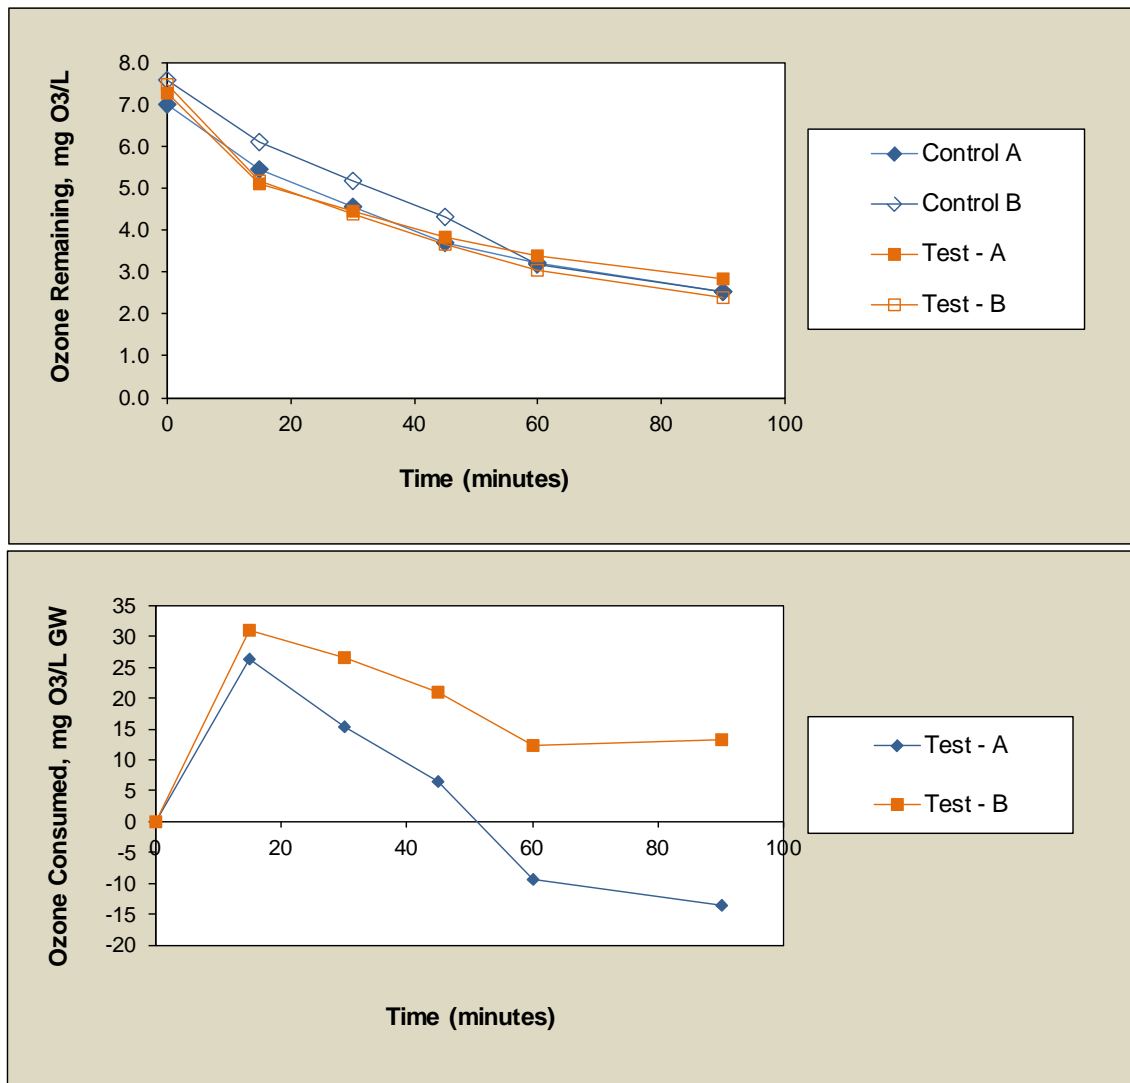 Ozone Remaining, mg O3/L
8.0
7.0
6.0
5.0
4.0
3.0
2.0
1.0
0.0
0 20 40 60 80 100
Time (minutes)
Control A
Control B
Test - A
Test - B
Ozone Consumed, mg O3/L GW
35
30
25
20
15
10
5
0
-5
-10
-15
-20
0 20 40 60 80 100
Time (minutes)
Test - A
Test - B